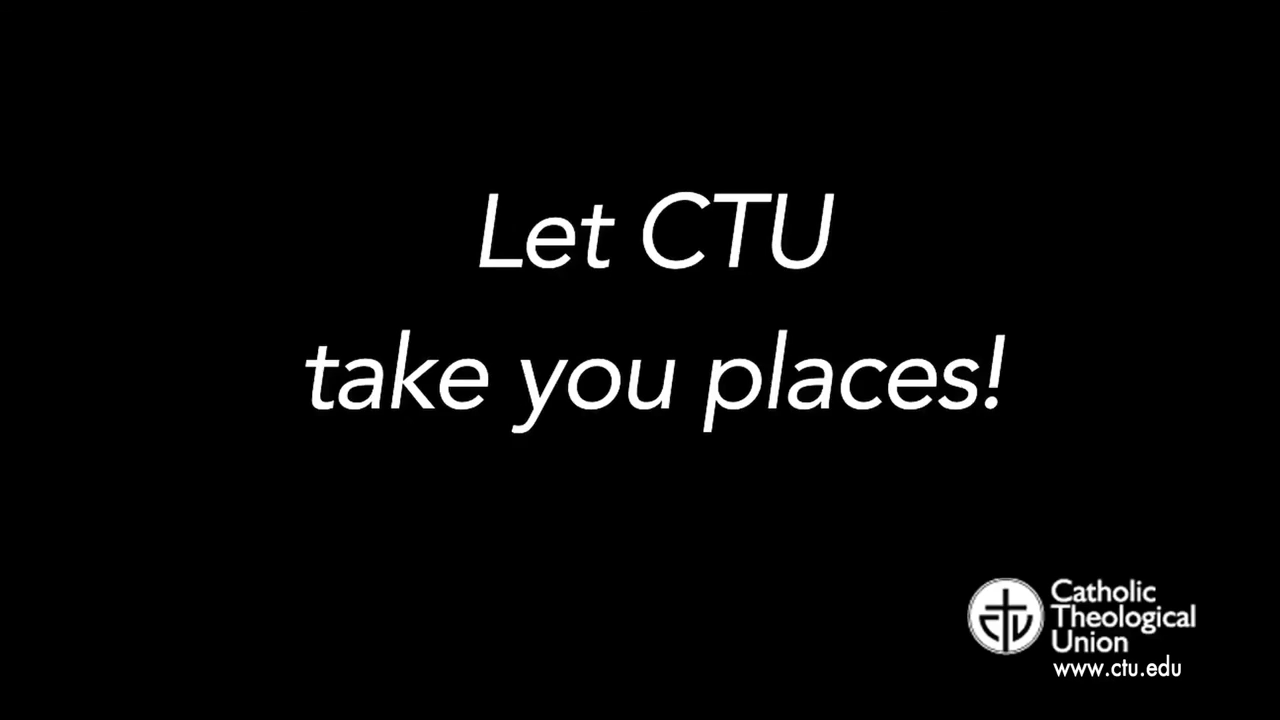 Let CTU
take you places!
Catholic
Theological
Union
www.ctu.edu